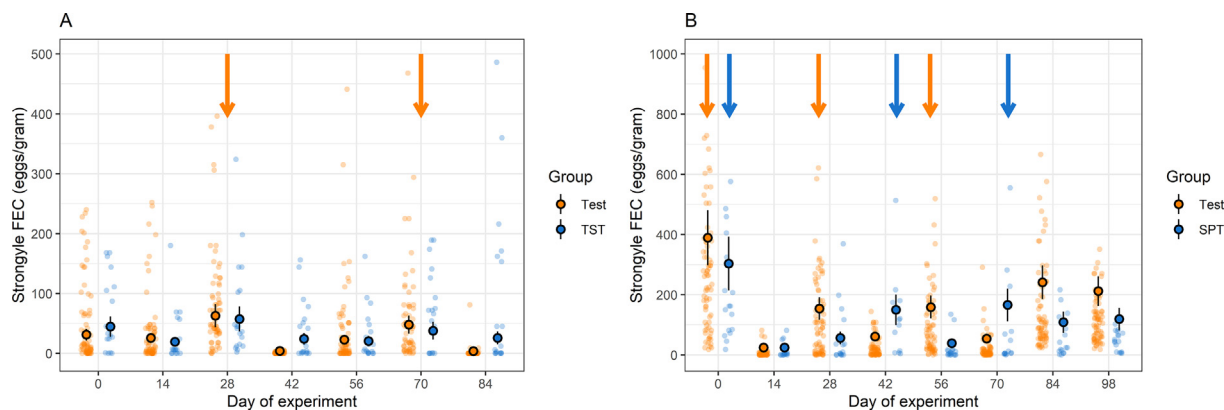 A
Strongyle FEC (eggs/gram)
500
400
300
200
100
0
0 14 28 42 56 70 84
Day of experiment
Group
Test
TST
B
Strongyle FEC (eggs/gram)
1000
800
600
400
200
0
0 14 28 42 56 70 84 98
Day of experiment
Group
Test
SPT